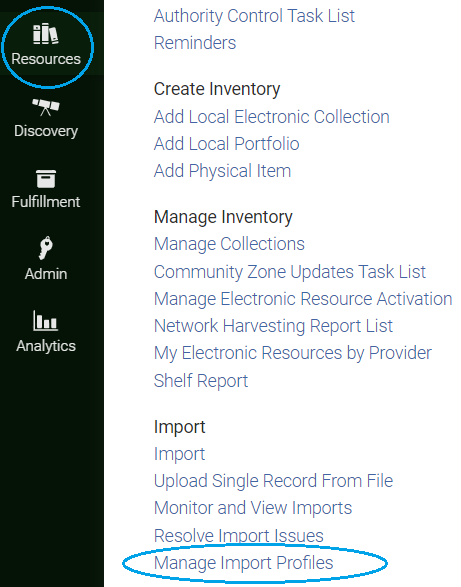 Resources
Discovery
Fulfillment
Admin
Analytics
Authority Control Task List
Reminders
Create Inventory
Add Local Electronic Collection
Add Local Portfolio
Add Physical Item
Manage Inventory
Manage Collections
Community Zone Updates Task List
Manage Electronic Resource Activation
Network Harvesting Report List
My Electronic Resources by Provider
Shelf Report
Import
Import
Upload Single Record From File
Monitor and View Imports
Resolve Import Issues
Manage Import Profiles